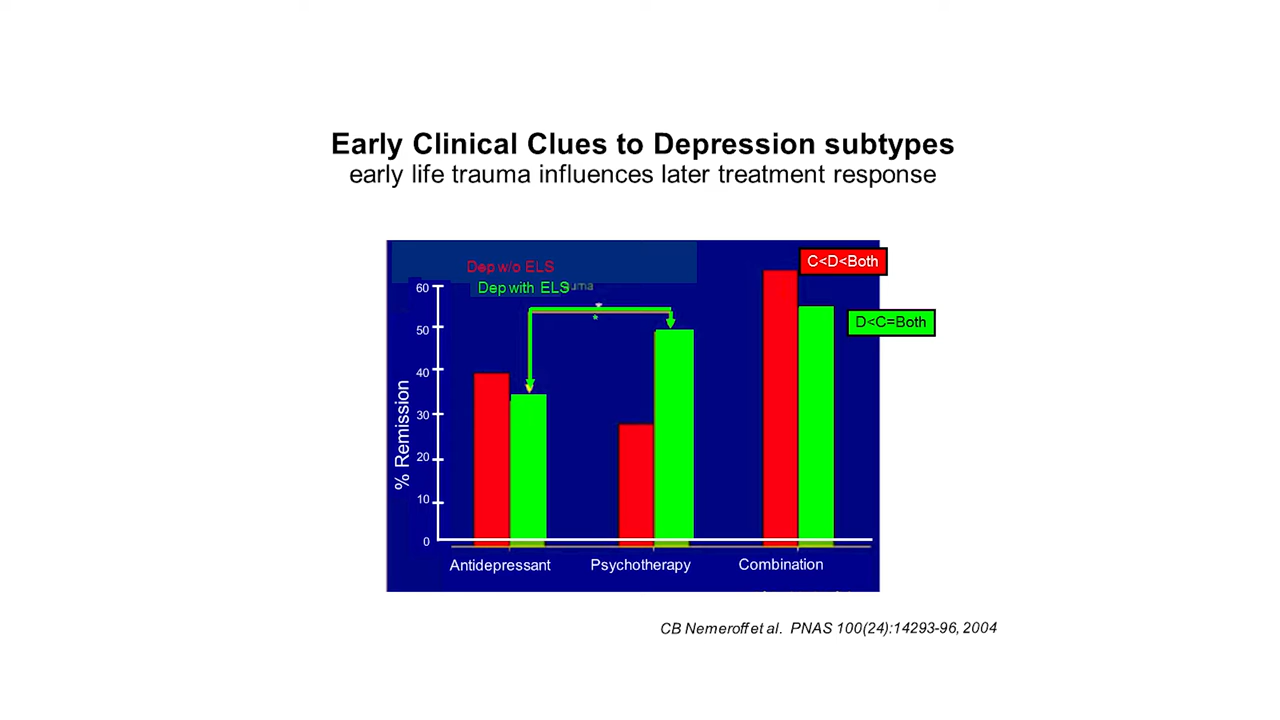 Early Clinical Clues to Depression subtypes
early life trauma influences later treatment response
Dep w/o ELS
Dep with ELS
C<D<Both
D<C=Both
*
% Remission
60
50
40
30
20
10
0
Antidepressant
Psychotherapy
Combination
CB Nemeroff et al. PNAS 100(24):14293-96, 2004